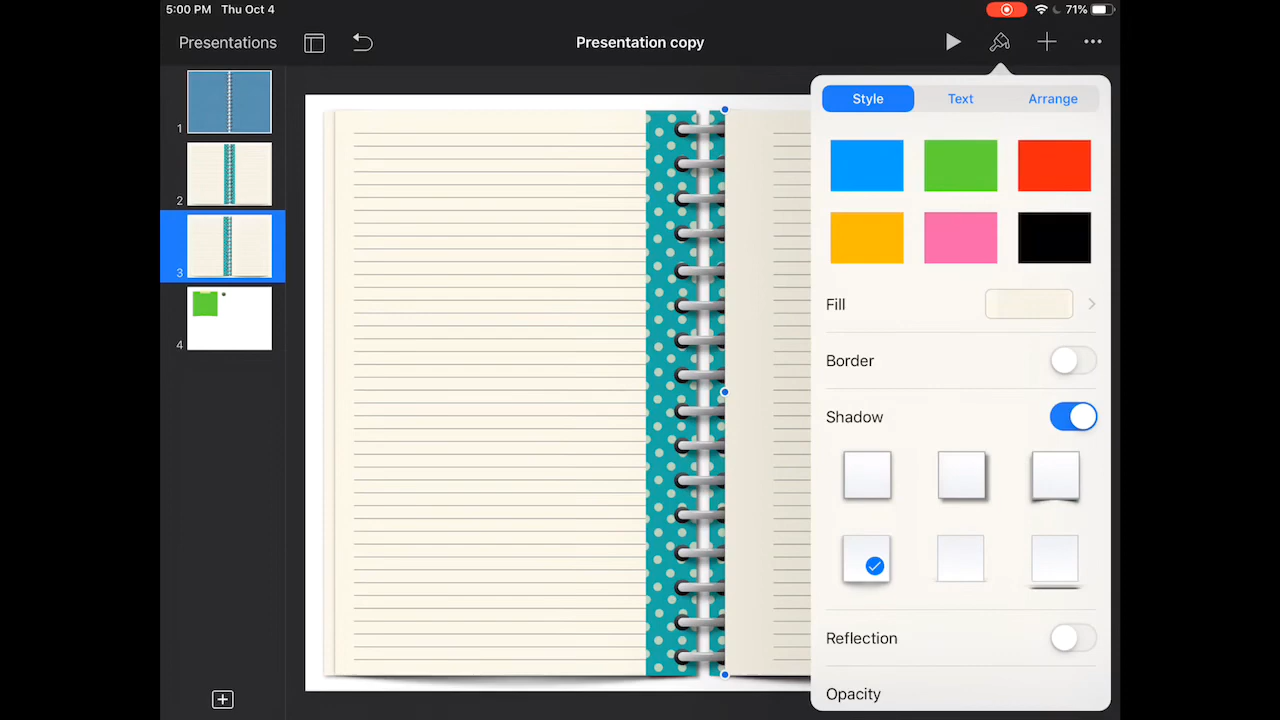 5:00 PM Thu Oct 4
71%
Presentations
Presentation copy
1
2
3
4
Style Text Arrange
Fill
Border
Shadow
Reflection
Opacity